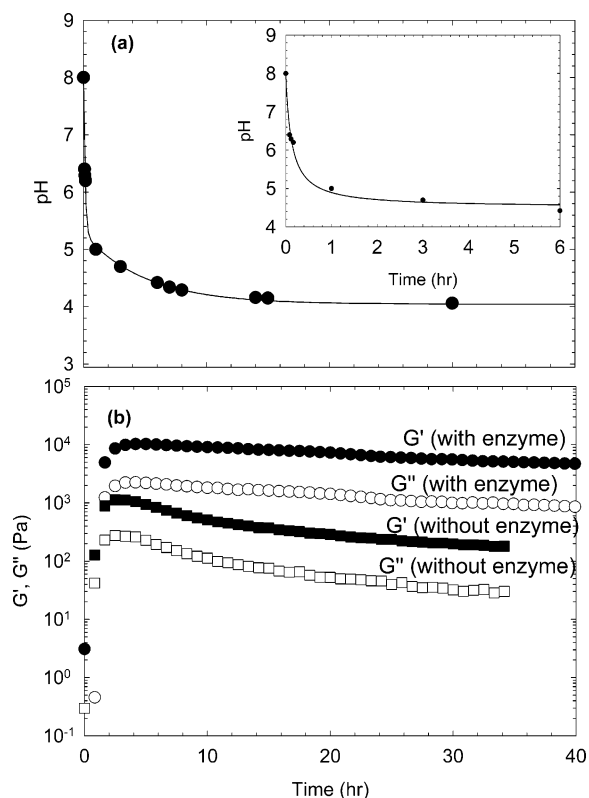 (a)
pH
9
8
7
6
5
4
3
pH
9
8
7
6
5
4
0 1 2 3 4 5 6
Time (hr)
(b)
G', G'' (Pa)
10⁵
10⁴
10³
10²
10¹
10⁰
10⁻¹
G' (with enzyme)
G'' (with enzyme)
G' (without enzyme)
G'' (without enzyme)
0 10 20 30 40
Time (hr)